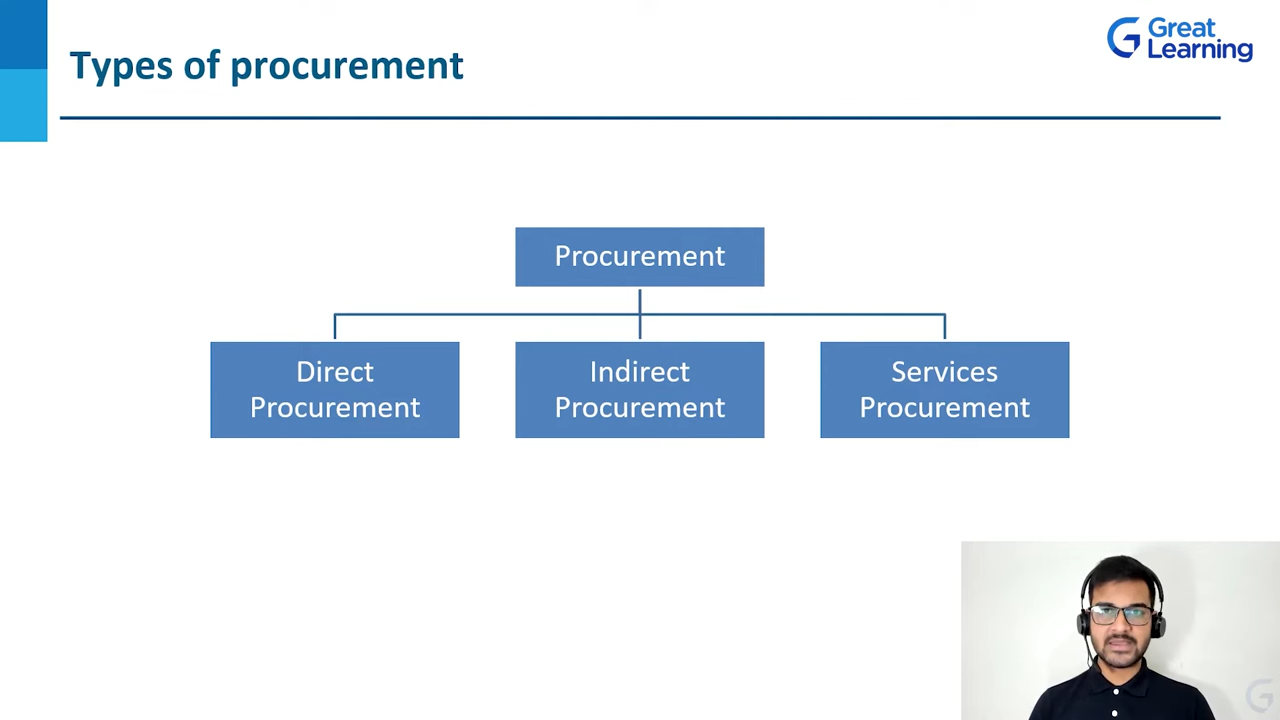 Types of procurement
Great
Learning
Procurement
Direct
Procurement
Indirect
Procurement
Services
Procurement